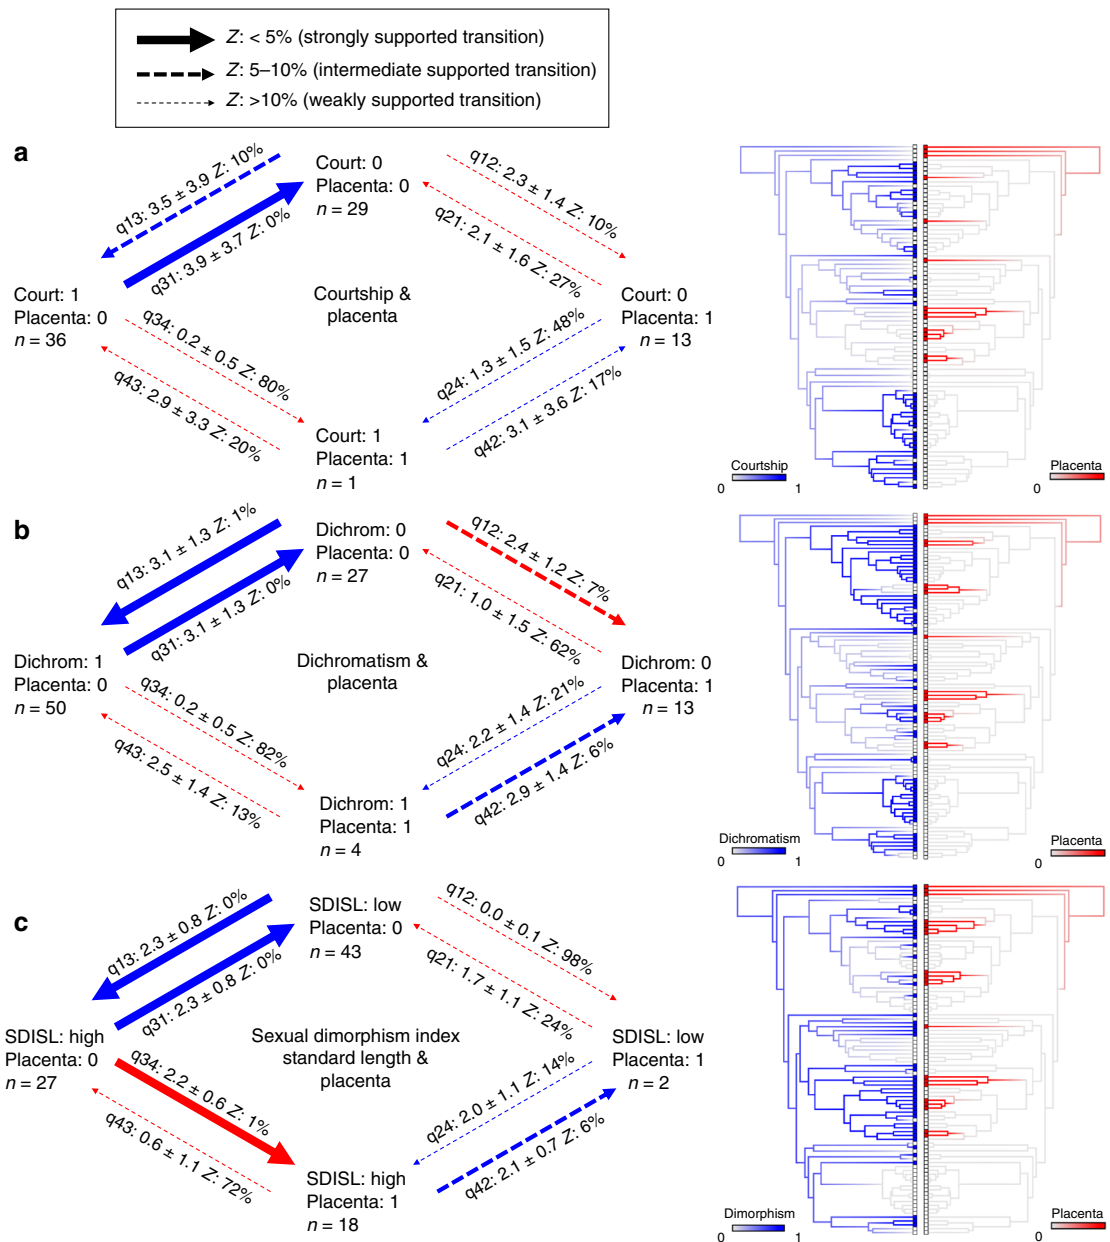 Z: < 5% (strongly supported transition)
Z: 5–10% (intermediate supported transition)
Z: >10% (weakly supported transition)
a
q13: 3.5 ± 3.9 Z: 10%
q31: 3.9 ± 3.7 Z: 0%
Court: 0
Placenta: 0
n = 29
q12: 2.3 ± 1.4 Z: 10%
q21: 2.1 ± 1.6 Z: 27%
Court: 1
Placenta: 0
n = 36
Courtship &
placenta
Court: 0
Placenta: 1
n = 13
q34: 0.2 ± 0.5 Z: 80%
q43: 2.9 ± 3.3 Z: 20%
q24: 1.3 ± 1.5 Z: 48%
q42: 3.1 ± 3.6 Z: 17%
Court: 1
Placenta: 1
n = 1
Courtship
0 1
Placenta
0
b
q13: 3.1 ± 1.3 Z: 1%
q31: 3.1 ± 1.3 Z: 0%
Dichrom: 0
Placenta: 0
n = 27
q12: 2.4 ± 1.2 Z: 7%
q21: 1.0 ± 1.5 Z: 62%
Dichrom: 1
Placenta: 0
n = 50
Dichromatism &
placenta
Dichrom: 0
Placenta: 1
n = 13
q34: 0.2 ± 0.5 Z: 82%
q43: 2.5 ± 1.4 Z: 13%
q24: 2.2 ± 1.4 Z: 21%
q42: 2.9 ± 1.4 Z: 6%
Dichrom: 1
Placenta: 1
n = 4
Dichromatism
0 1
Placenta
0
c
q13: 2.3 ± 0.8 Z: 0%
q31: 2.3 ± 0.8 Z: 0%
SDISL: low
Placenta: 0
n = 43
q12: 0.0 ± 0.1 Z: 98%
q21: 1.7 ± 1.1 Z: 24%
SDISL: high
Placenta: 0
n = 27
Sexual dimorphism index
standard length &
placenta
SDISL: low
Placenta: 1
n = 2
q34: 2.2 ± 0.6 Z: 1%
q43: 0.6 ± 1.1 Z: 72%
q24: 2.0 ± 1.1 Z: 14%
q42: 2.1 ± 0.7 Z: 6%
SDISL: high
Placenta: 1
n = 18
Dimorphism
0 1
Placenta
0